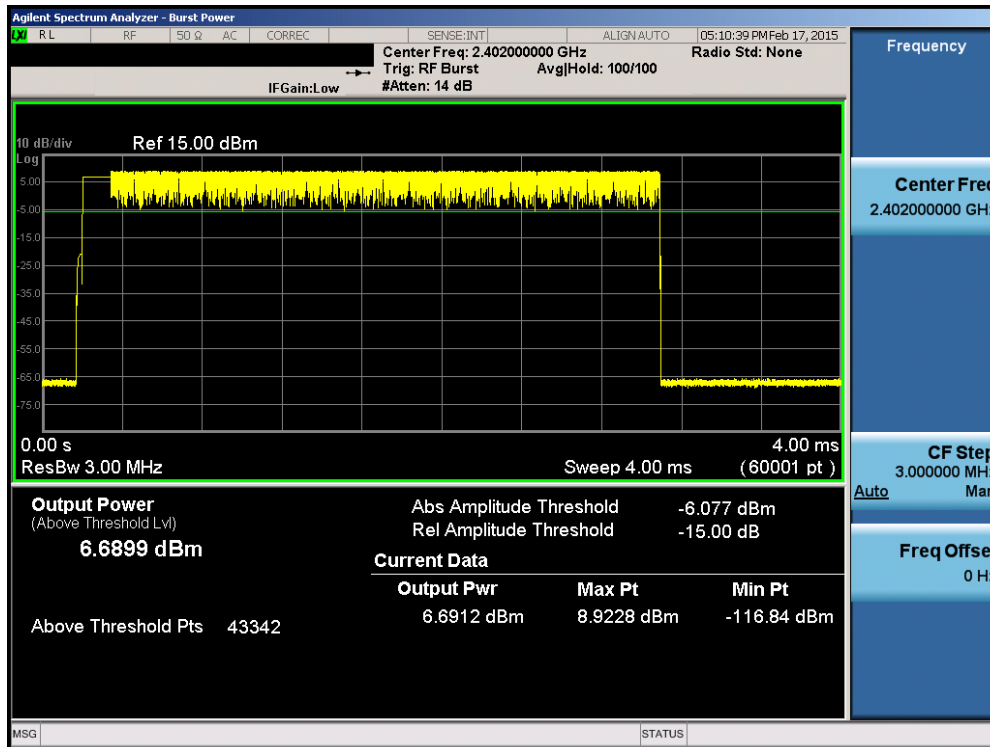 Agilent Spectrum Analyzer - Burst Power
LXI RL RF 50 Ω AC CORREC SENSE:INT ALIGN AUTO 05:10:39 PM Feb 17, 2015
Center Freq: 2.402000000 GHz Radio Std: None
Trig: RF Burst Avg|Hold: 100/100
IFGain:Low #Atten: 14 dB
10 dB/div Ref 15.00 dBm
Log
5.00
-5.00
-15.0
-25.0
-35.0
-45.0
-55.0
-65.0
-75.0
0.00 s 4.00 ms
ResBw 3.00 MHz Sweep 4.00 ms (60001 pt )
Output Power
(Above Threshold Lvl)
6.6899 dBm
Above Threshold Pts 43342
Abs Amplitude Threshold -6.077 dBm
Rel Amplitude Threshold -15.00 dB
Current Data
Output Pwr Max Pt Min Pt
6.6912 dBm 8.9228 dBm -116.84 dBm
Frequency
Center Freq
2.402000000 GH
CF Step
3.000000 MH
Auto Man
Freq Offse
0 H
MSG STATUS